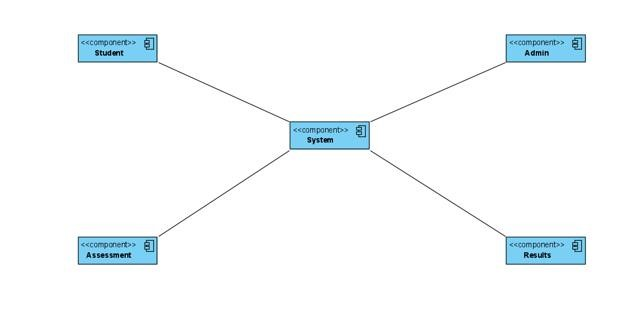 <<component>>
Student
<<component>>
Admin
<<component>>
System
<<component>>
Assessment
<<component>>
Results